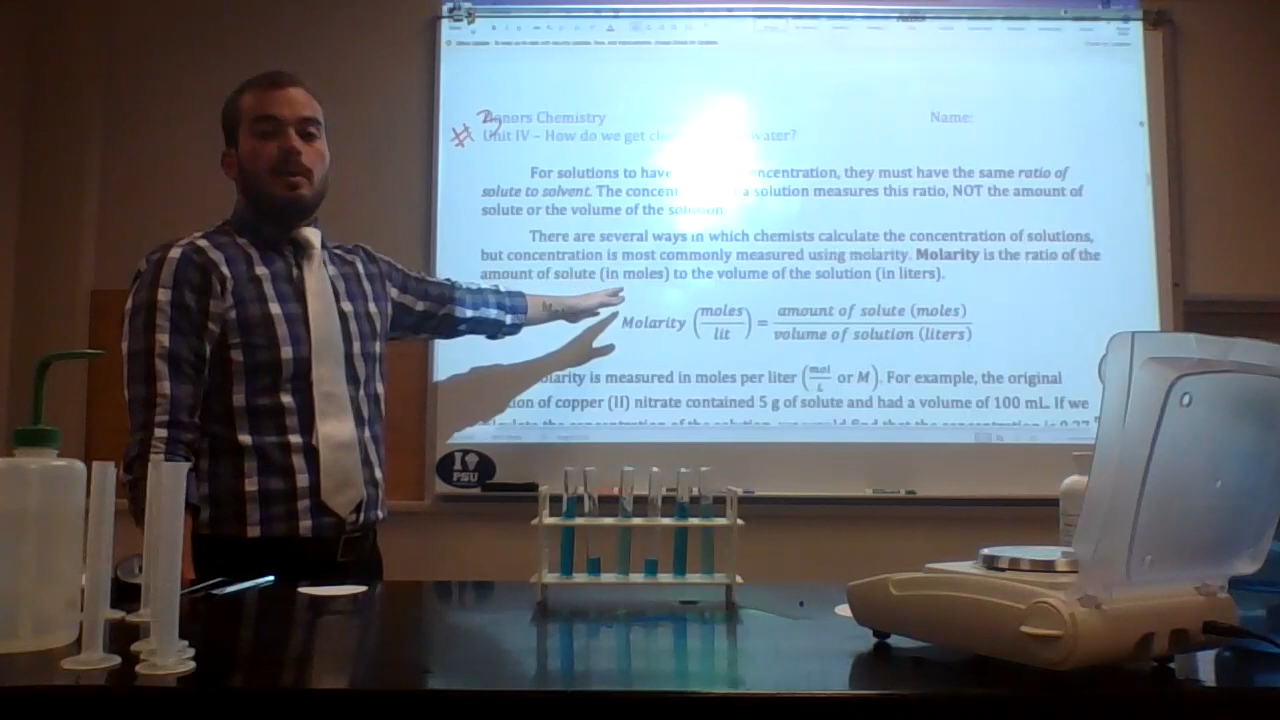 #3
Honors Chemistry Name:
Unit IV – How do we get water?
For solutions to have concentration, they must have the same ratio of
solute to solvent. The a solution measures this ratio, NOT the amount of
solute or the volume of the solution.
There are several ways in which chemists calculate the concentration of solutions,
but concentration is most commonly measured using molarity. Molarity is the ratio of the
amount of solute (in moles) to the volume of the solution (in liters).
Molarity (moles/lit) = amount of solute (moles)/volume of solution (liters)
is measured in moles per liter (mol/L or M). For example, the original
of copper (II) nitrate contained 5 g of solute and had a volume of 100 mL. If we
I PSU